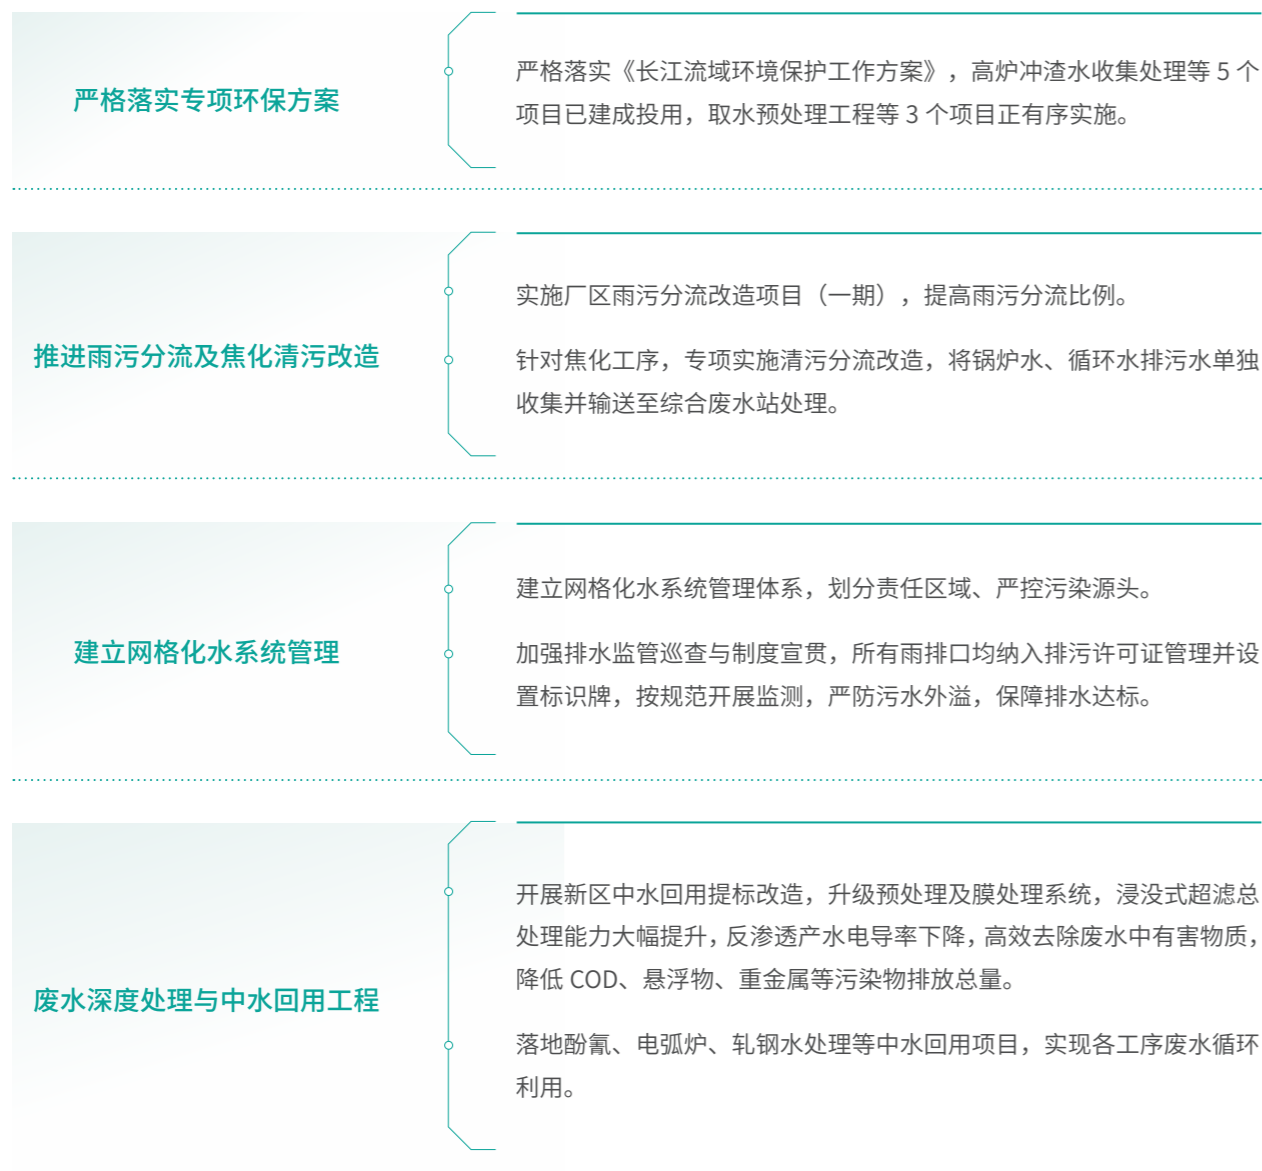 严格落实专项环保方案
严格落实《长江流域环境保护工作方案》，高炉冲渣水收集处理等 5 个
项目已建成投用，取水预处理工程等 3 个项目正有序实施。
推进雨污分流及焦化清污改造
实施厂区雨污分流改造项目（一期），提高雨污分流比例。
针对焦化工序，专项实施清污分流改造，将锅炉水、循环水排污水单独
收集并输送至综合废水站处理。
建立网格化水系统管理
建立网格化水系统管理体系，划分责任区域、严控污染源头。
加强排水监管巡查与制度宣贯，所有雨排口均纳入排污许可证管理并设
置标识牌，按规范开展监测，严防污水外溢，保障排水达标。
废水深度处理与中水回用工程
开展新区中水回用提标改造，升级预处理及膜处理系统，浸没式超滤总
处理能力大幅提升，反渗透产水电导率下降，高效去除废水中有害物质，
降低 COD、悬浮物、重金属等污染物排放总量。
落地酚氰、电弧炉、轧钢水处理等中水回用项目，实现各工序废水循环
利用。